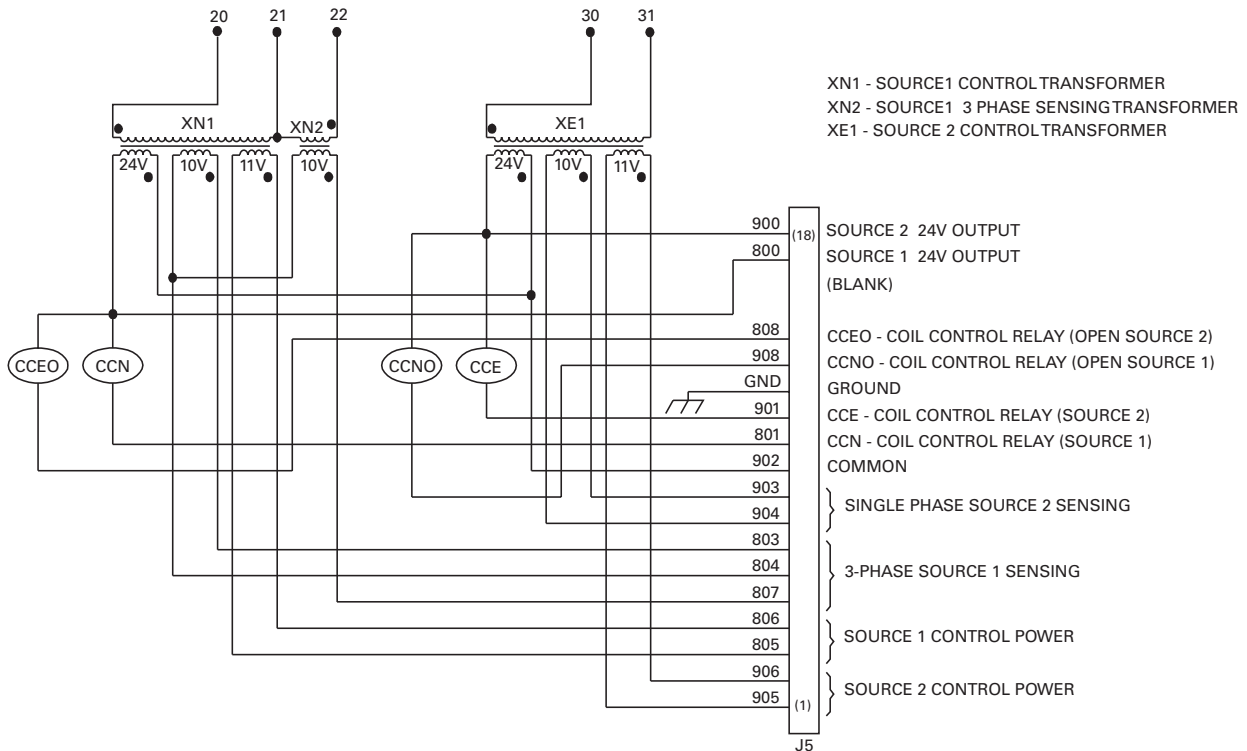 20 21 22 30 31
XN1 - SOURCE1 CONTROL TRANSFORMER
XN2 - SOURCE1 3 PHASE SENSING TRANSFORMER
XE1 - SOURCE 2 CONTROL TRANSFORMER
XN1 XN2 XE1
24V 10V 11V 10V 24V 10V 11V
900 (18) SOURCE 2 24V OUTPUT
800 SOURCE 1 24V OUTPUT
(BLANK)
808 CCEO - COIL CONTROL RELAY (OPEN SOURCE 2)
CCEO CCN CCNO CCE
908 CCNO - COIL CONTROL RELAY (OPEN SOURCE 1)
GND GROUND
901 CCE - COIL CONTROL RELAY (SOURCE 2)
801 CCN - COIL CONTROL RELAY (SOURCE 1)
902 COMMON
903
SINGLE PHASE SOURCE 2 SENSING
904
803
804 3-PHASE SOURCE 1 SENSING
807
806
SOURCE 1 CONTROL POWER
805
906
SOURCE 2 CONTROL POWER
905 (1)
J5